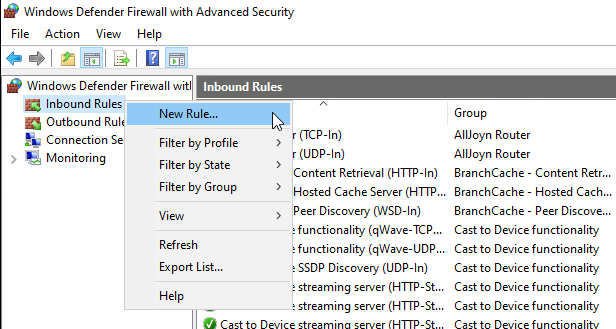 Windows Defender Firewall with Advanced Security
File Action View Help
Windows Defender Firewall with
Inbound Rules
Inbound Rules
New Rule...
Group
Outbound Rule
(TCP-In) AllJoyn Router
Connection Se
Filter by Profile
(UDP-In) AllJoyn Router
Monitoring
Filter by State
Content Retrieval (HTTP-In) BranchCache - Content Retr...
Filter by Group
Hosted Cache Server (HTTP... BranchCache - Hosted Cach...
View
Peer Discovery (WSD-In) BranchCache - Peer Discove...
functionality (qWave-TCP... Cast to Device functionality
Refresh
functionality (qWave-UDP... Cast to Device functionality
Export List...
SSDP Discovery (UDP-In) Cast to Device functionality
Help
streaming server (HTTP-St... Cast to Device functionality
streaming server (HTTP-St... Cast to Device functionality
Cast to Device streaming server (HTTP-St... Cast to Device functionality